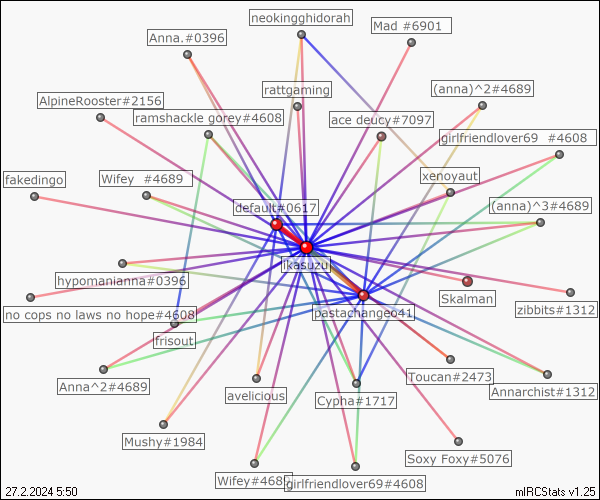 neokingghidorah
Mad #6901
Anna.#0396
rattgaming
(anna)^2#4689
AlpineRooster#2156
ramshackle gorey#4608
ace deucy#7097
girlfriendlover69 #4608
fakedingo
Wifey #4689
xenoyaut
default#0617
(anna)^3#4689
ikasuzu
hypomanianna#0396
Skalman
no cops no laws no hope#4608
pastachangeo41
zibbits#1312
frisout
Toucan#2473
Anna^2#4689
avelicious
Cypha#1717
Annarchist#1312
Mushy#1984
Soxy Foxy#5076
Wifey#4689
girlfriendlover69#4608
27.2.2024 5:50
mIRCStats v1.25